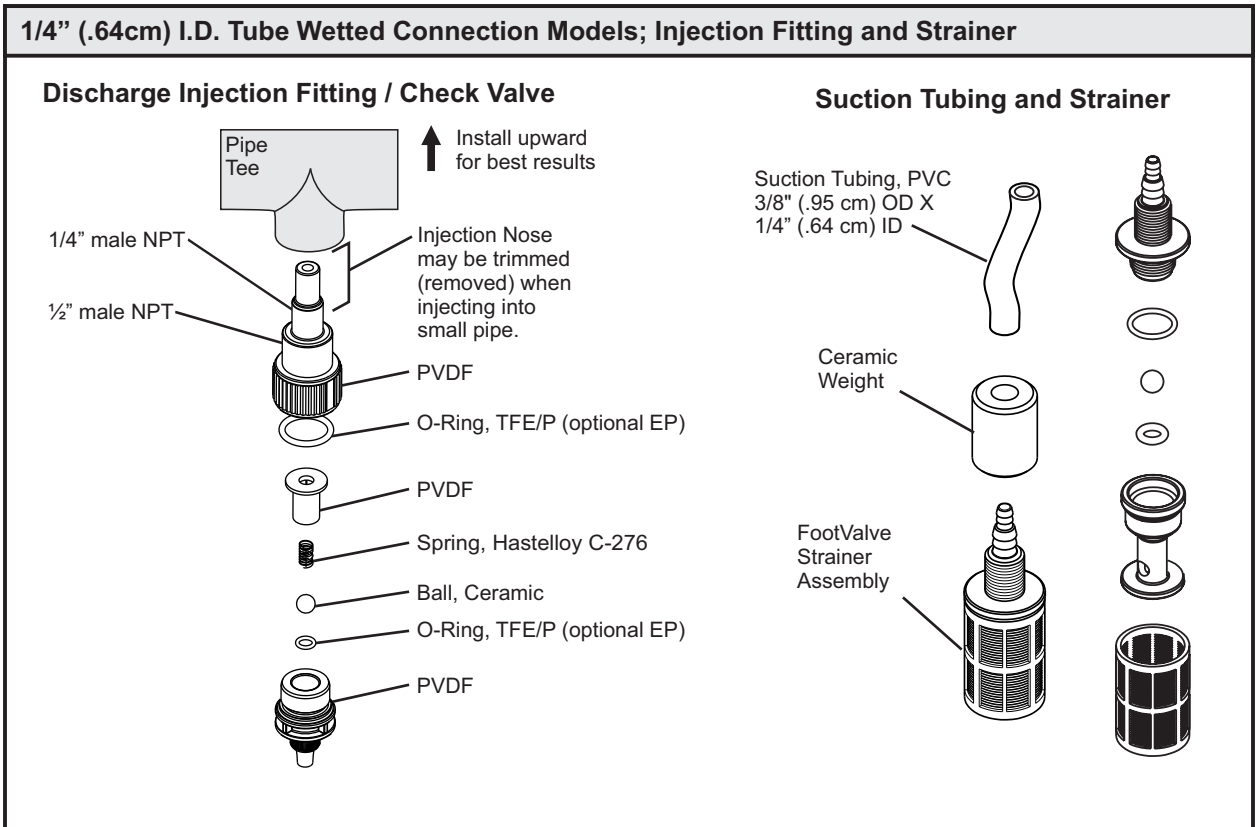 1/4” (.64cm) I.D. Tube Wetted Connection Models; Injection Fitting and Strainer
Discharge Injection Fitting / Check Valve
Pipe
Tee
Install upward
for best results
1/4” male NPT
½” male NPT
Injection Nose
may be trimmed
(removed) when
injecting into
small pipe.
PVDF
O-Ring, TFE/P (optional EP)
PVDF
Spring, Hastelloy C-276
Ball, Ceramic
O-Ring, TFE/P (optional EP)
PVDF
Suction Tubing and Strainer
Suction Tubing, PVC
3/8" (.95 cm) OD X
1/4” (.64 cm) ID
Ceramic
Weight
FootValve
Strainer
Assembly